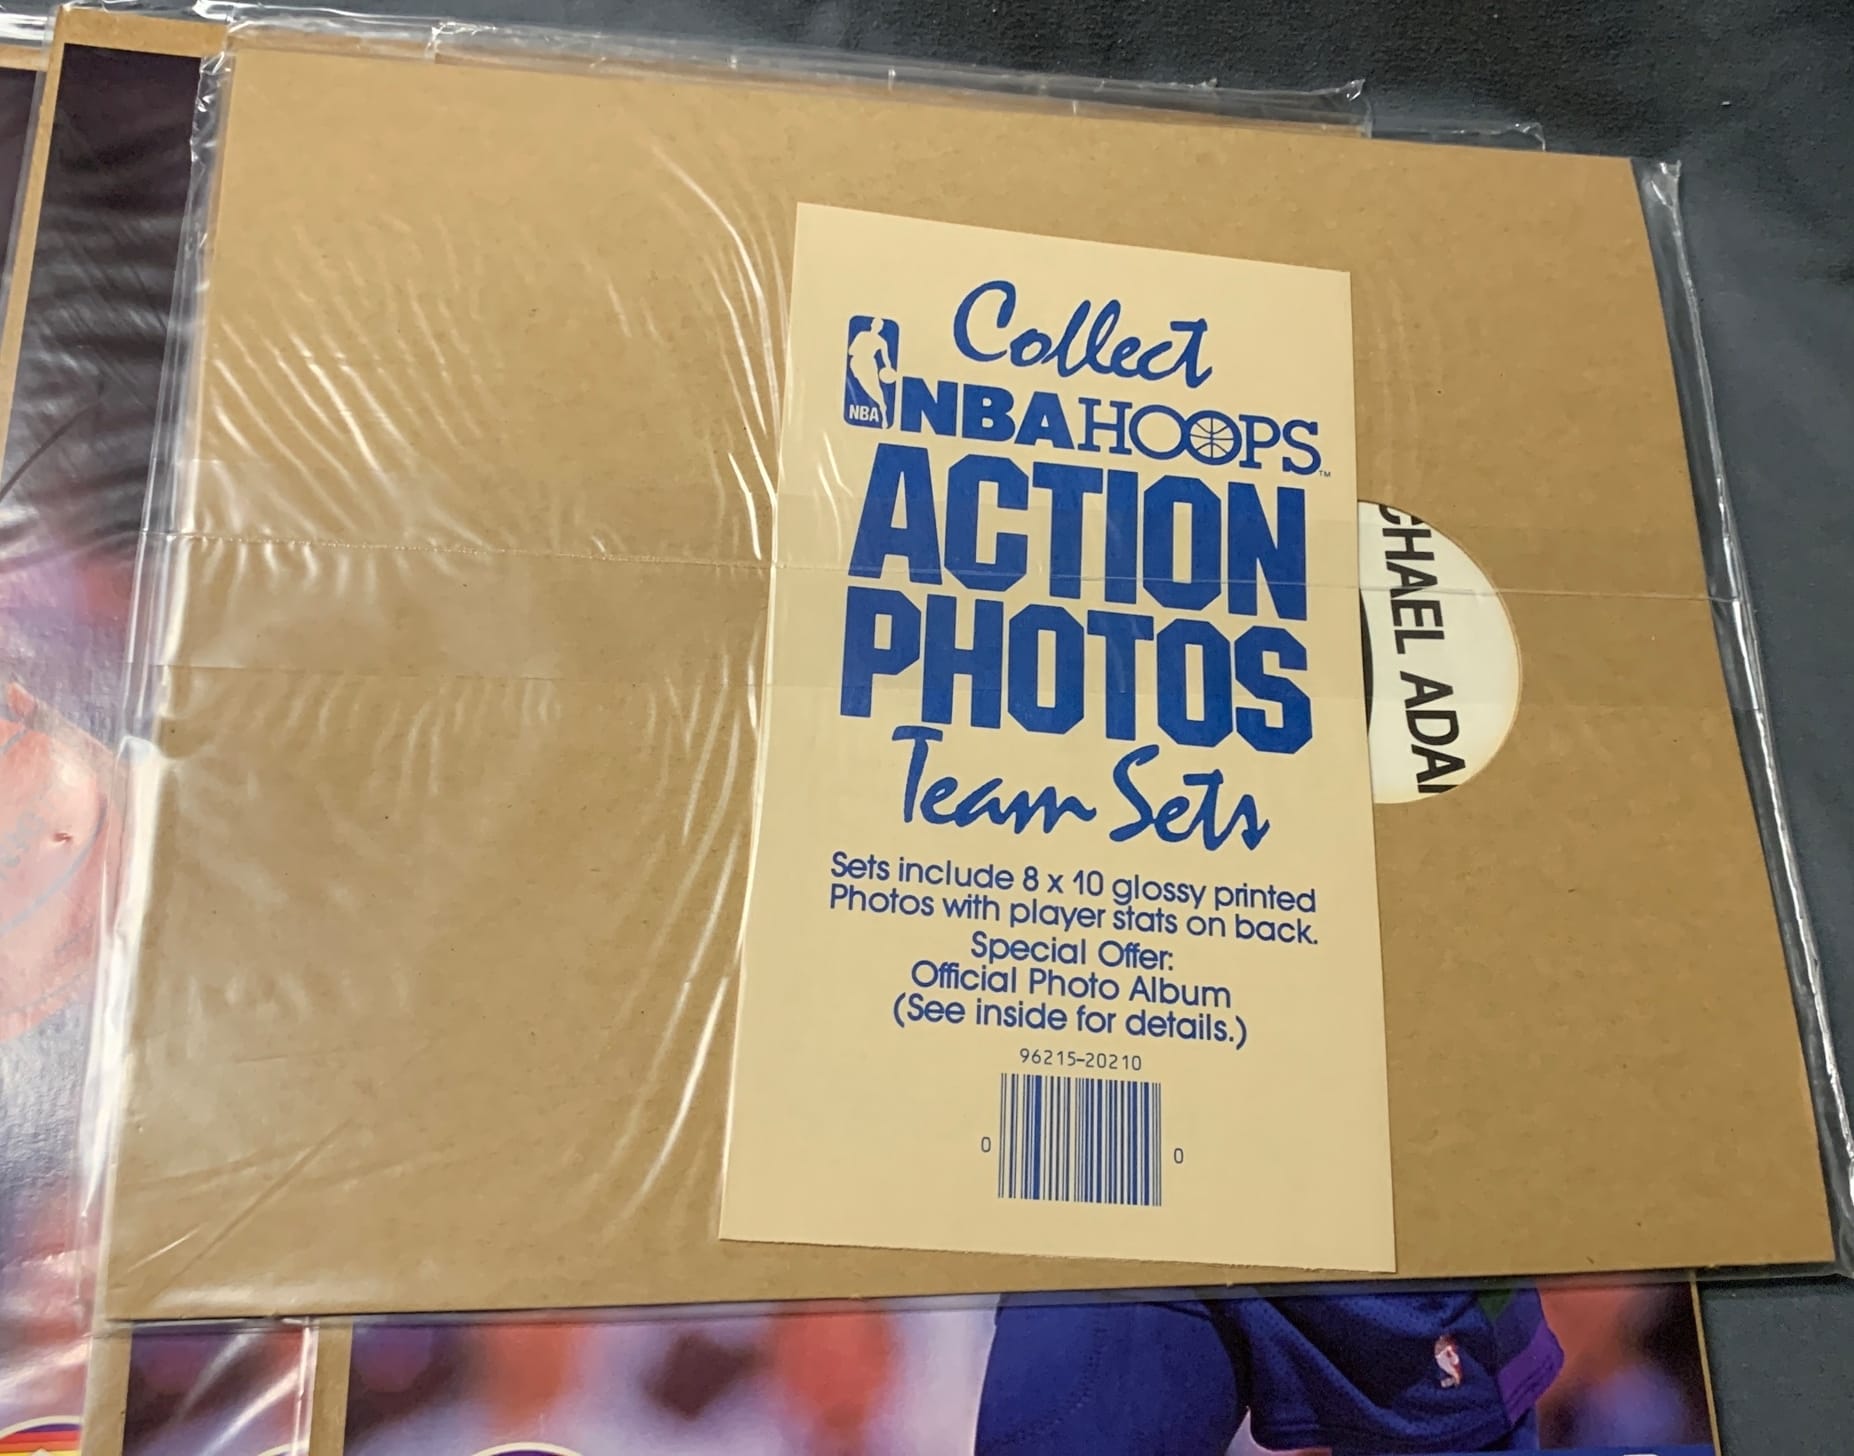 Collect
NBA
NBAHOOPS™
ACTION
PHOTOS
Team Sets
Sets include 8 x 10 glossy printed
Photos with player stats on back.
Special Offer:
Official Photo Album
(See inside for details.)
96215-20210
0 0
CHAEL ADA